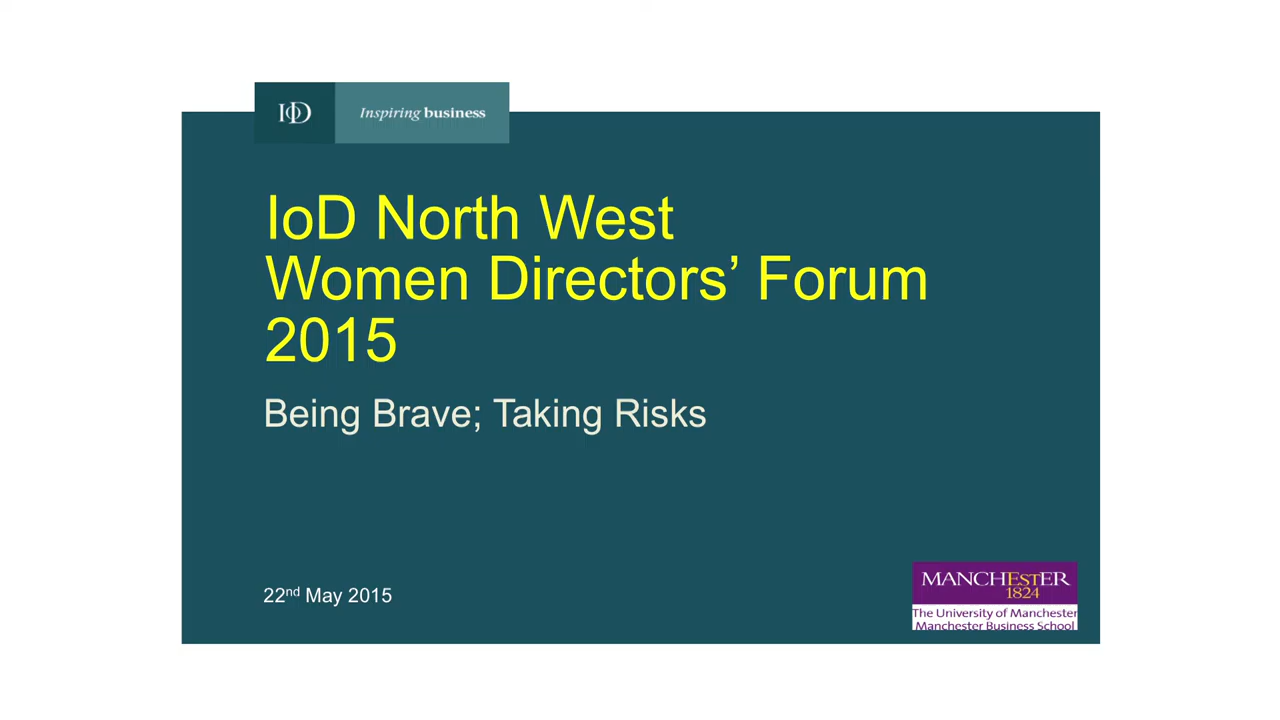 IoD Inspiring business
IoD North West
Women Directors’ Forum
2015
Being Brave; Taking Risks
22nd May 2015
MANCHESTER
1824
The University of Manchester
Manchester Business School